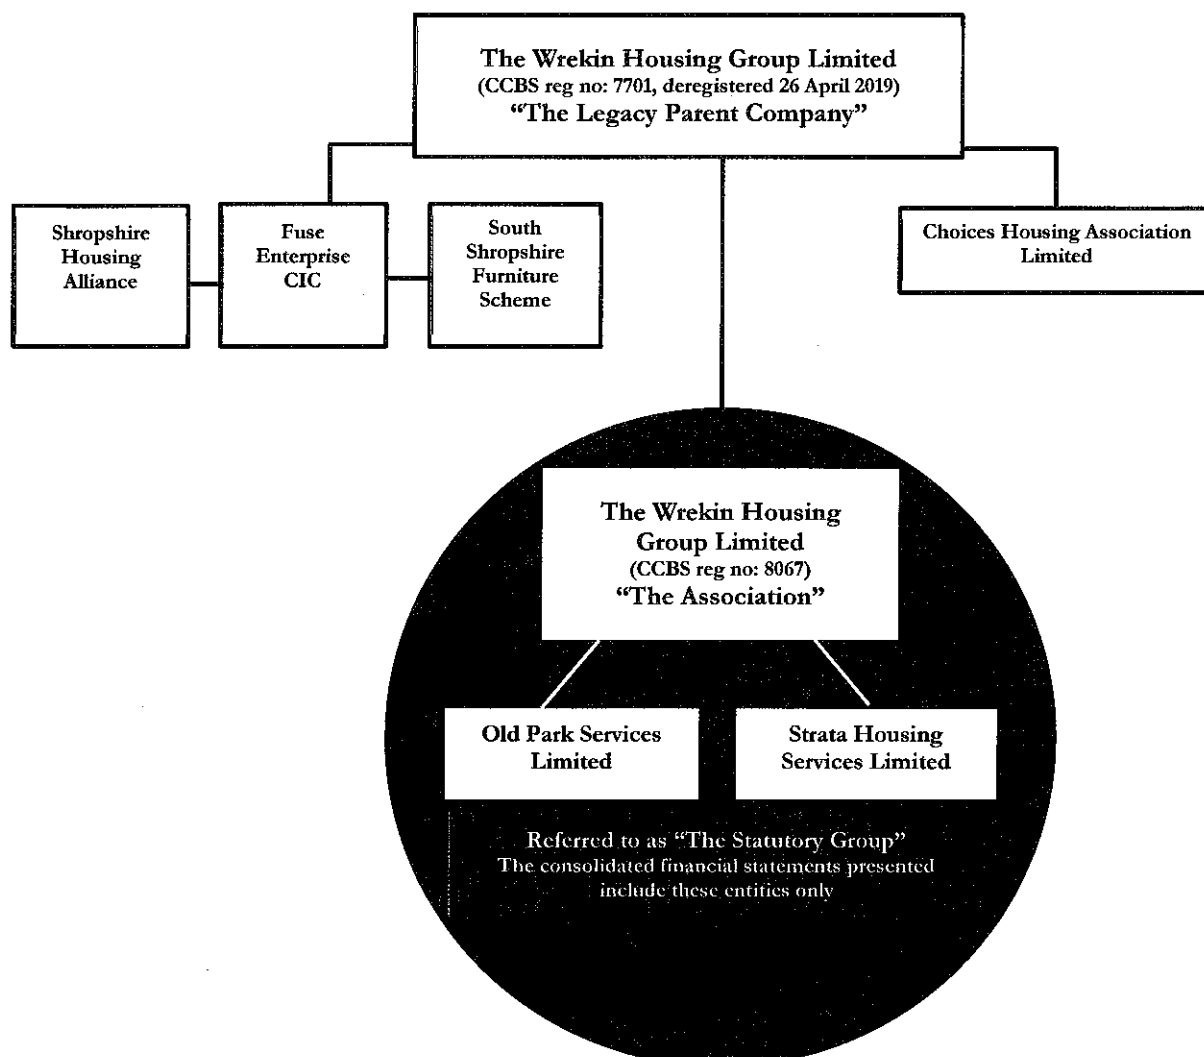 The Wrekin Housing Group Limited
(CCBS reg no: 7701, deregistered 26 April 2019)
“The Legacy Parent Company”
Shropshire
Housing
Alliance
Fuse
Enterprise
CIC
South
Shropshire
Furniture
Scheme
Choices Housing Association
Limited
The Wrekin Housing
Group Limited
(CCBS reg no: 8067)
“The Association”
Old Park Services
Limited
Strata Housing
Services Limited
Referred to as “The Statutory Group”
The consolidated financial statements presented
include these entities only